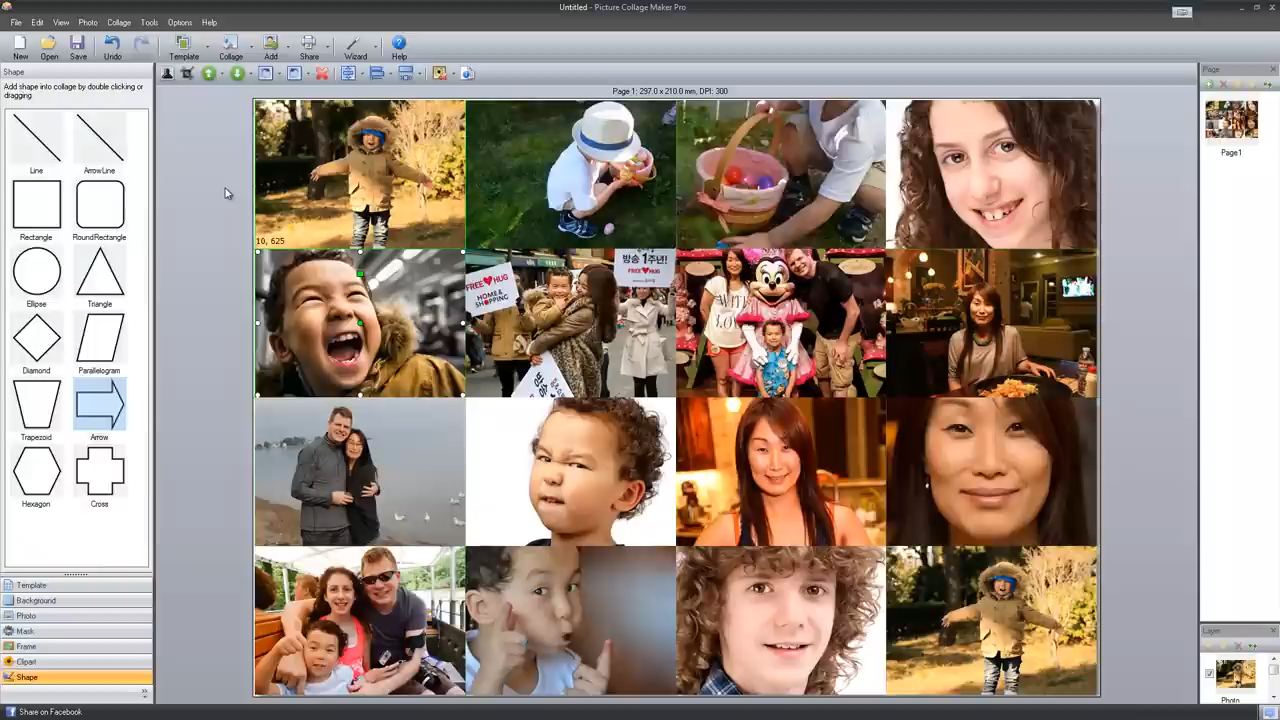 Untitled - Picture Collage Maker Pro
File Edit View Photo Collage Tools Options Help
New Open Save Undo Template Collage Add Share Wizard Help
Shape
Page
Add shape into collage by double clicking or
dragging
Page 1: 297.0 x 210.0 mm, DPI: 300
Line ArrowLine
Page1
Rectangle RoundRectangle
10, 625
방송 1주년!
FREE HUG
FREE HUG
HOME &
SHOPPING
Ellipse Triangle
Diamond Parallelogram
Trapezoid Arrow
Hexagon Cross
Template
Background
Photo
Mask
Frame
Clipart
Shape
Layer
Photo
Share on Facebook